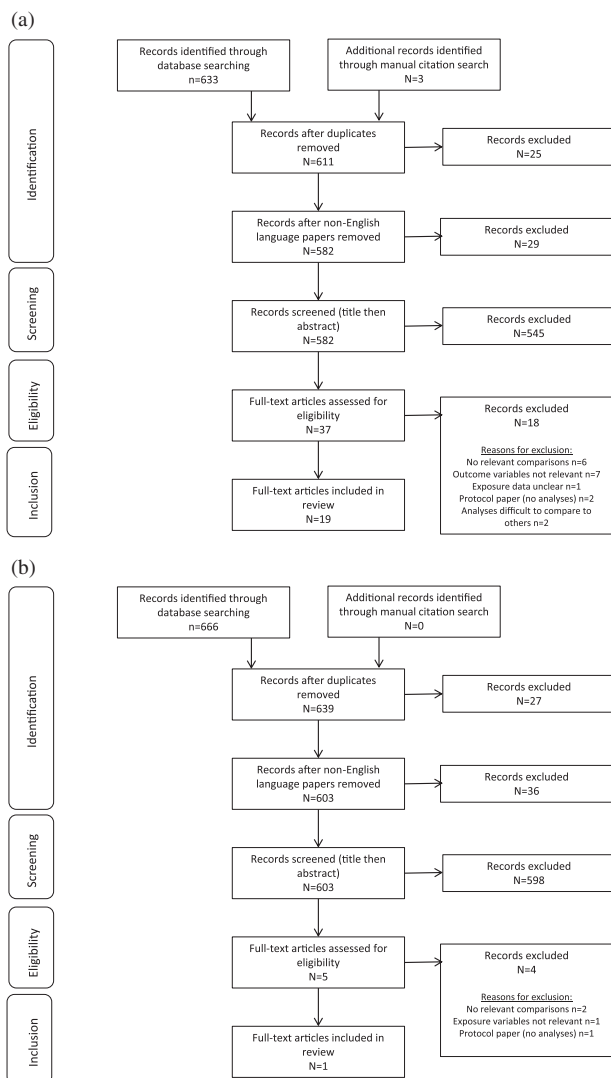 (a)
Records identified through
database searching
n=633
Additional records identified
through manual citation search
N=3
Identification
Records after duplicates
removed
N=611
Records excluded
N=25
Records after non-English
language papers removed
N=582
Records excluded
N=29
Screening
Records screened (title then
abstract)
N=582
Records excluded
N=545
Eligibility
Full-text articles assessed for
eligibility
N=37
Records excluded
N=18
Reasons for exclusion:
No relevant comparisons n=6
Outcome variables not relevant n=7
Exposure data unclear n=1
Protocol paper (no analyses) n=2
Analyses difficult to compare to
others n=2
Inclusion
Full-text articles included in
review
N=19
(b)
Records identified through
database searching
n=666
Additional records identified
through manual citation search
N=0
Identification
Records after duplicates
removed
N=639
Records excluded
N=27
Records after non-English
language papers removed
N=603
Records excluded
N=36
Screening
Records screened (title then
abstract)
N=603
Records excluded
N=598
Eligibility
Full-text articles assessed for
eligibility
N=5
Records excluded
N=4
Reasons for exclusion:
No relevant comparisons n=2
Exposure variables not relevant n=1
Protocol paper (no analyses) n=1
Inclusion
Full-text articles included in
review
N=1